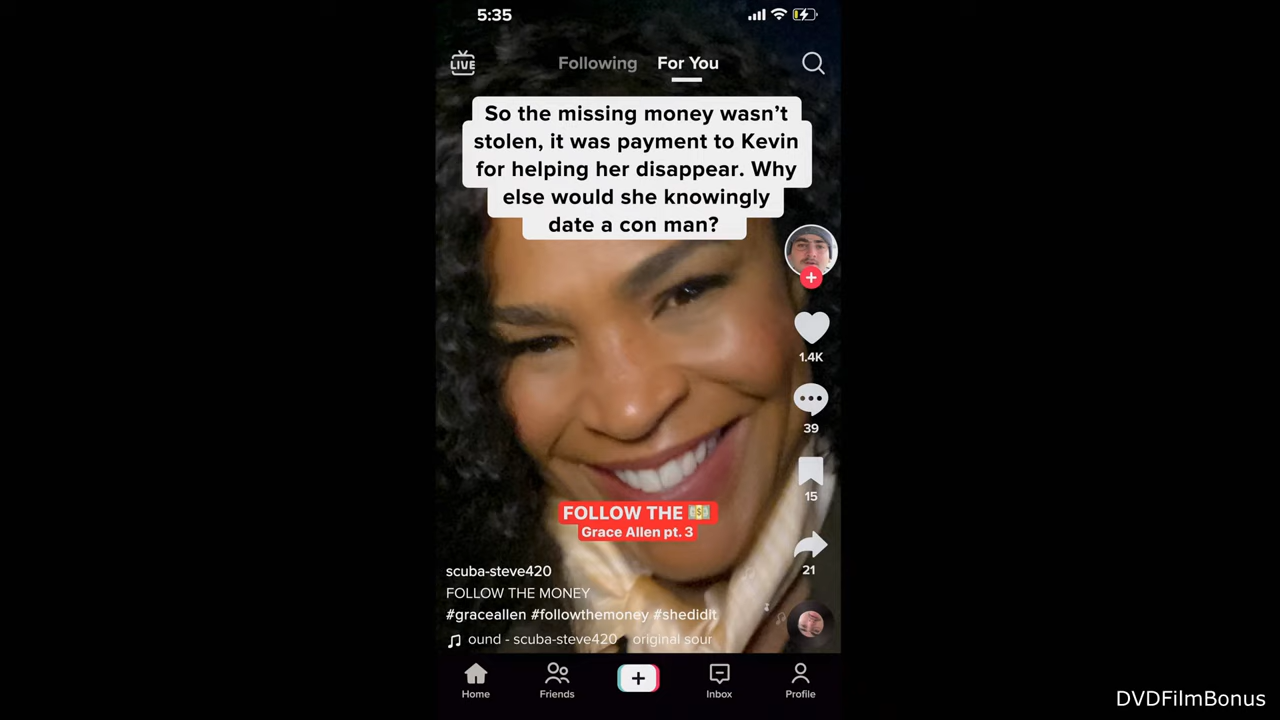 5:35
LIVE
Following For You
So the missing money wasn’t
stolen, it was payment to Kevin
for helping her disappear. Why
else would she knowingly
date a con man?
1.4K
39
15
FOLLOW THE 💵
Grace Allen pt. 3
21
scuba-steve420
FOLLOW THE MONEY
#graceallen #followthemoney #shedidit
ound - scuba-steve420 original sour
Home Friends Inbox Profile
DVDFilmBonus